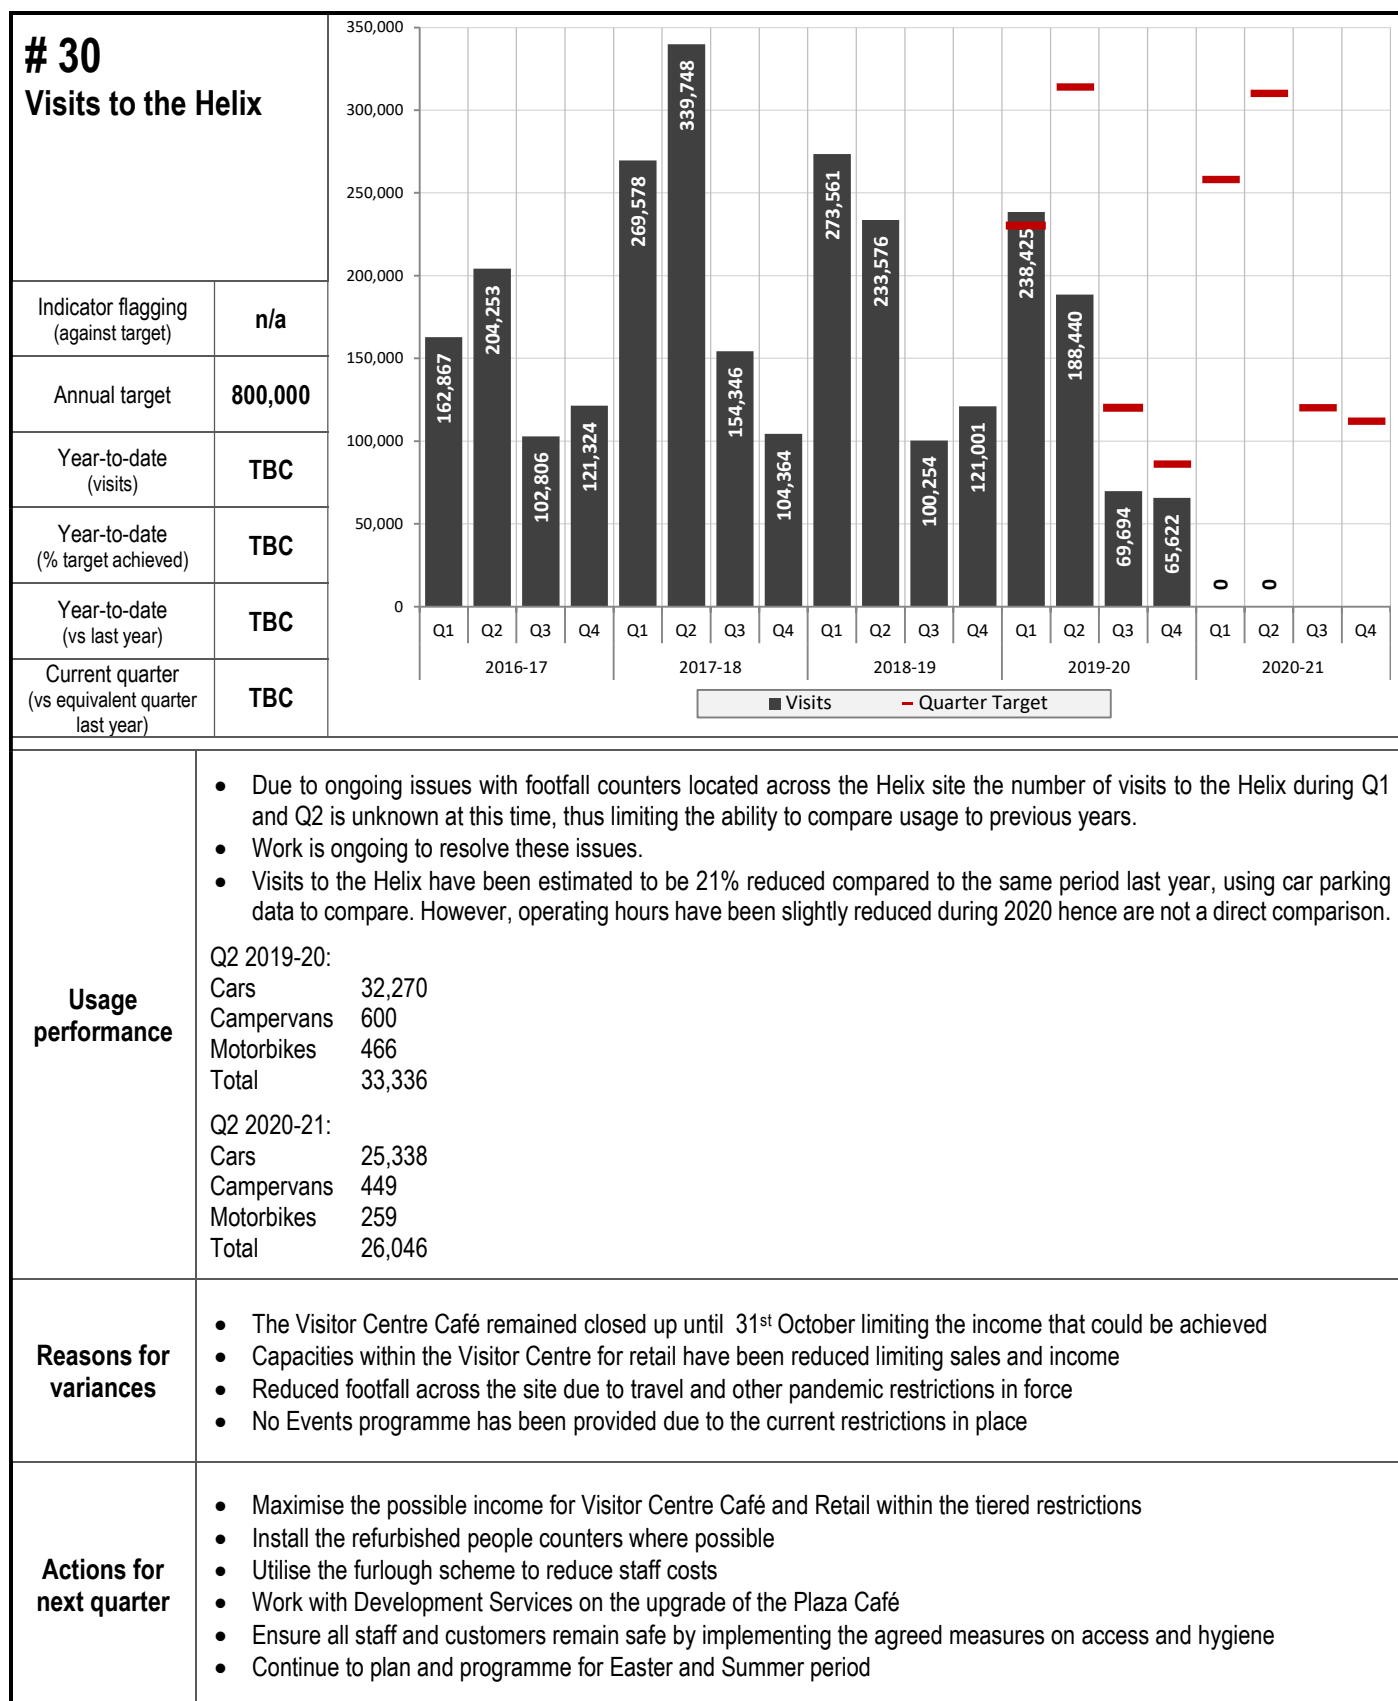 # 30
Visits to the Helix
Indicator flagging
(against target)
n/a
Annual target
800,000
Year-to-date
(visits)
TBC
Year-to-date
(% target achieved)
TBC
Year-to-date
(vs last year)
TBC
Current quarter
(vs equivalent quarter
last year)
TBC
350,000
300,000
250,000
200,000
150,000
100,000
50,000
0
162,867
204,253
102,806
121,324
269,578
339,748
154,346
104,364
273,561
233,576
100,254
121,001
238,425
188,440
69,694
65,622
0
0
Q1 Q2 Q3 Q4 Q1 Q2 Q3 Q4 Q1 Q2 Q3 Q4 Q1 Q2 Q3 Q4 Q1 Q2 Q3 Q4
2016-17 2017-18 2018-19 2019-20 2020-21
Visits Quarter Target
Usage
performance
• Due to ongoing issues with footfall counters located across the Helix site the number of visits to the Helix during Q1
and Q2 is unknown at this time, thus limiting the ability to compare usage to previous years.
• Work is ongoing to resolve these issues.
• Visits to the Helix have been estimated to be 21% reduced compared to the same period last year, using car parking
data to compare. However, operating hours have been slightly reduced during 2020 hence are not a direct comparison.
Q2 2019-20:
Cars 32,270
Campervans 600
Motorbikes 466
Total 33,336
Q2 2020-21:
Cars 25,338
Campervans 449
Motorbikes 259
Total 26,046
Reasons for
variances
• The Visitor Centre Café remained closed up until 31st October limiting the income that could be achieved
• Capacities within the Visitor Centre for retail have been reduced limiting sales and income
• Reduced footfall across the site due to travel and other pandemic restrictions in force
• No Events programme has been provided due to the current restrictions in place
Actions for
next quarter
• Maximise the possible income for Visitor Centre Café and Retail within the tiered restrictions
• Install the refurbished people counters where possible
• Utilise the furlough scheme to reduce staff costs
• Work with Development Services on the upgrade of the Plaza Café
• Ensure all staff and customers remain safe by implementing the agreed measures on access and hygiene
• Continue to plan and programme for Easter and Summer period